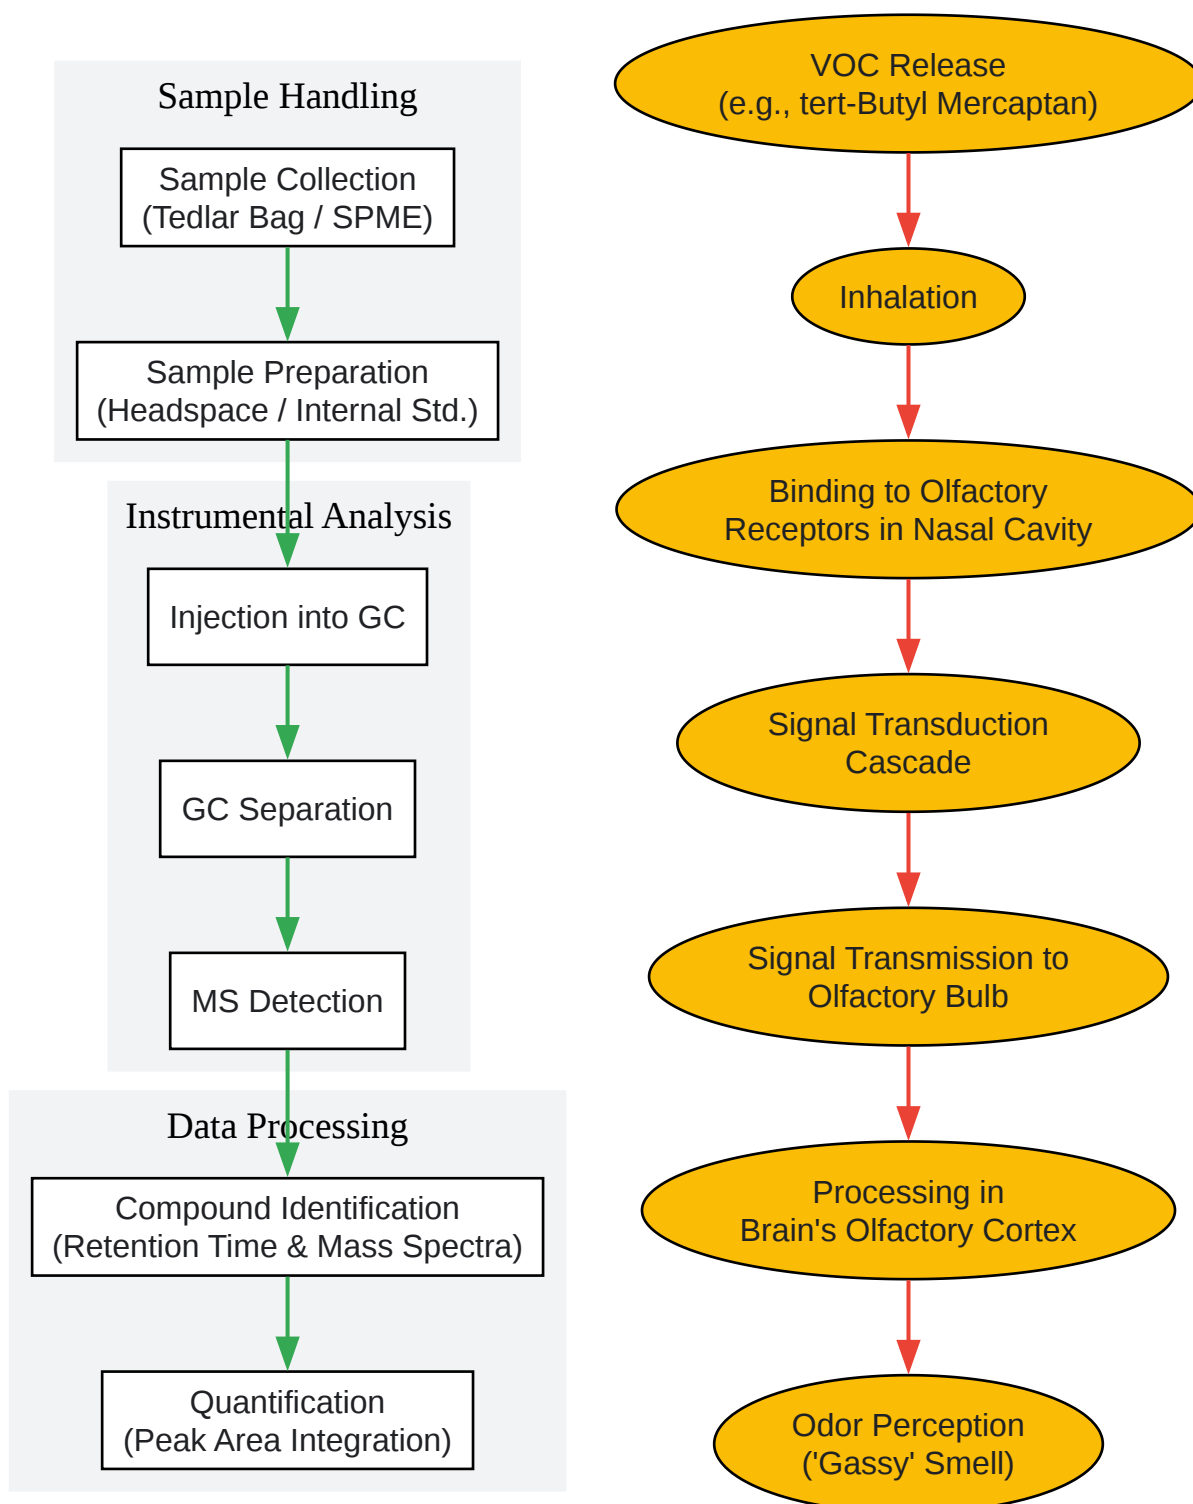 Sample Handling
Sample Collection
(Tedlar Bag / SPME)
Sample Preparation
(Headspace / Internal Std.)
Instrumental Analysis
Injection into GC
GC Separation
MS Detection
Data Processing
Compound Identification
(Retention Time & Mass Spectra)
Quantification
(Peak Area Integration)
VOC Release
(e.g., tert-Butyl Mercaptan)
Inhalation
Binding to Olfactory
Receptors in Nasal Cavity
Signal Transduction
Cascade
Signal Transmission to
Olfactory Bulb
Processing in
Brain's Olfactory Cortex
Odor Perception
('Gassy' Smell)